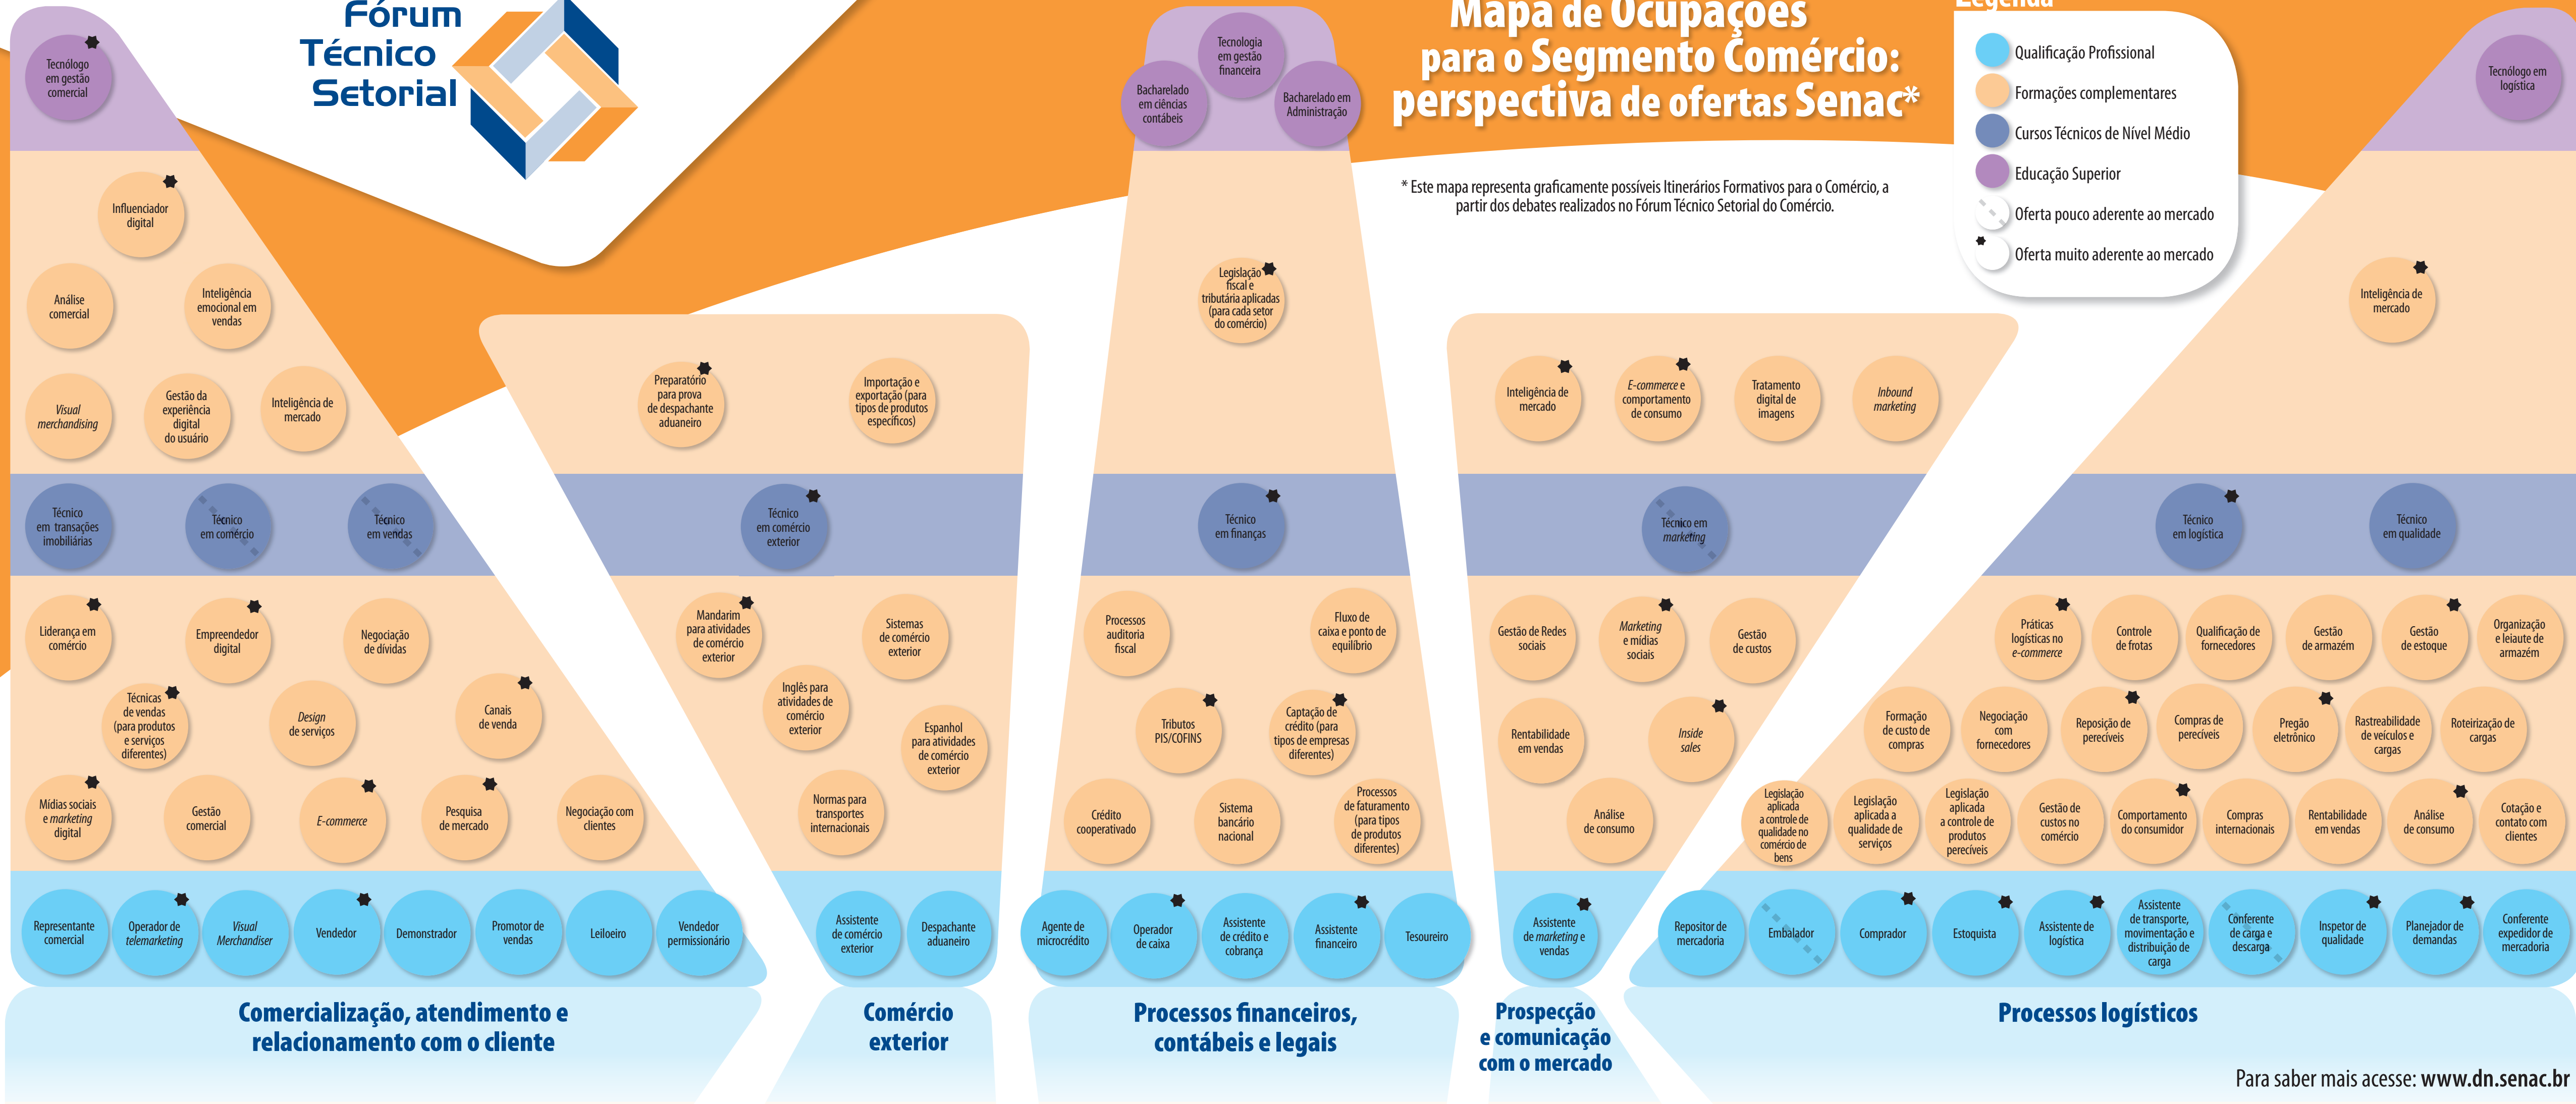 Fórum
Técnico
Setorial
Mapa de Ocupações
para o Segmento Comércio:
perspectiva de ofertas Senac*
* Este mapa representa graficamente possíveis Itinerários Formativos para o Comércio, a
partir dos debates realizados no Fórum Técnico Setorial do Comércio.
Legenda
Qualificação Profissional
Formações complementares
Cursos Técnicos de Nível Médio
Educação Superior
Oferta pouco aderente ao mercado
Oferta muito aderente ao mercado
Tecnólogo
em gestão
comercial
Influenciador
digital
Análise
comercial
Inteligência
emocional em
vendas
Visual
merchandising
Gestão da
experiência
digital
do usuário
Inteligência de
mercado
Técnico
em transações
imobiliárias
Técnico
em comércio
Técnico
em vendas
Liderança em
comércio
Empreendedor
digital
Negociação
de dívidas
Técnicas
de vendas
(para produtos
e serviços
diferentes)
Design
de serviços
Canais
de venda
Mídias sociais
e marketing
digital
Gestão
comercial
E-commerce
Pesquisa
de mercado
Negociação com
clientes
Representante
comercial
Operador de
telemarketing
Visual
Merchandiser
Vendedor
Demonstrador
Promotor de
vendas
Leiloeiro
Vendedor
permissionário
Comercialização, atendimento e
relacionamento com o cliente
Preparatório
para prova
de despachante
aduaneiro
Importação e
exportação (para
tipos de produtos
específicos)
Técnico
em comércio
exterior
Mandarim
para atividades
de comércio
exterior
Sistemas
de comércio
exterior
Inglês para
atividades de
comércio
exterior
Espanhol
para atividades
de comércio
exterior
Normas para
transportes
internacionais
Assistente
de comércio
exterior
Despachante
aduaneiro
Comércio
exterior
Tecnologia
em gestão
financeira
Bacharelado
em ciências
contábeis
Bacharelado em
Administração
Legislação
fiscal e
tributária aplicadas
(para cada setor
do comércio)
Técnico
em finanças
Processos
auditoria
fiscal
Fluxo de
caixa e ponto de
equilíbrio
Tributos
PIS/COFINS
Captação de
crédito (para
tipos de empresas
diferentes)
Crédito
cooperativado
Sistema
bancário
nacional
Processos
de faturamento
(para tipos
de produtos
diferentes)
Agente de
microcrédito
Operador
de caixa
Assistente
de crédito e
cobrança
Assistente
financeiro
Tesoureiro
Processos financeiros,
contábeis e legais
Inteligência de
mercado
E-commerce e
comportamento
de consumo
Tratamento
digital de
imagens
Inbound
marketing
Técnico em
marketing
Gestão de Redes
sociais
Marketing
e mídias
sociais
Gestão
de custos
Rentabilidade
em vendas
Inside
sales
Análise
de consumo
Assistente
de marketing e
vendas
Prospecção
e comunicação
com o mercado
Tecnólogo em
logística
Inteligência de
mercado
Técnico
em logística
Técnico
em qualidade
Práticas
logísticas no
e-commerce
Controle
de frotas
Qualificação de
fornecedores
Gestão
de armazém
Gestão
de estoque
Organização
e leiaute de
armazém
Formação
de custo de
compras
Negociação
com
fornecedores
Reposição de
perecíveis
Compras de
perecíveis
Pregão
eletrônico
Rastreabilidade
de veículos e
cargas
Roteirização de
cargas
Legislação
aplicada
a controle de
qualidade no
comércio de
bens
Legislação
aplicada a
qualidade de
serviços
Legislação
aplicada
a controle de
produtos
perecíveis
Gestão de
custos no
comércio
Comportamento
do consumidor
Compras
internacionais
Rentabilidade
em vendas
Análise
de consumo
Cotação e
contato com
clientes
Repositor de
mercadoria
Embalador
Comprador
Estoquista
Assistente de
logística
Assistente
de transporte,
movimentação e
distribuição de
carga
Conferente
de carga e
descarga
Inspetor de
qualidade
Planejador de
demandas
Conferente
expedidor de
mercadoria
Processos logísticos
Para saber mais acesse: www.dn.senac.br